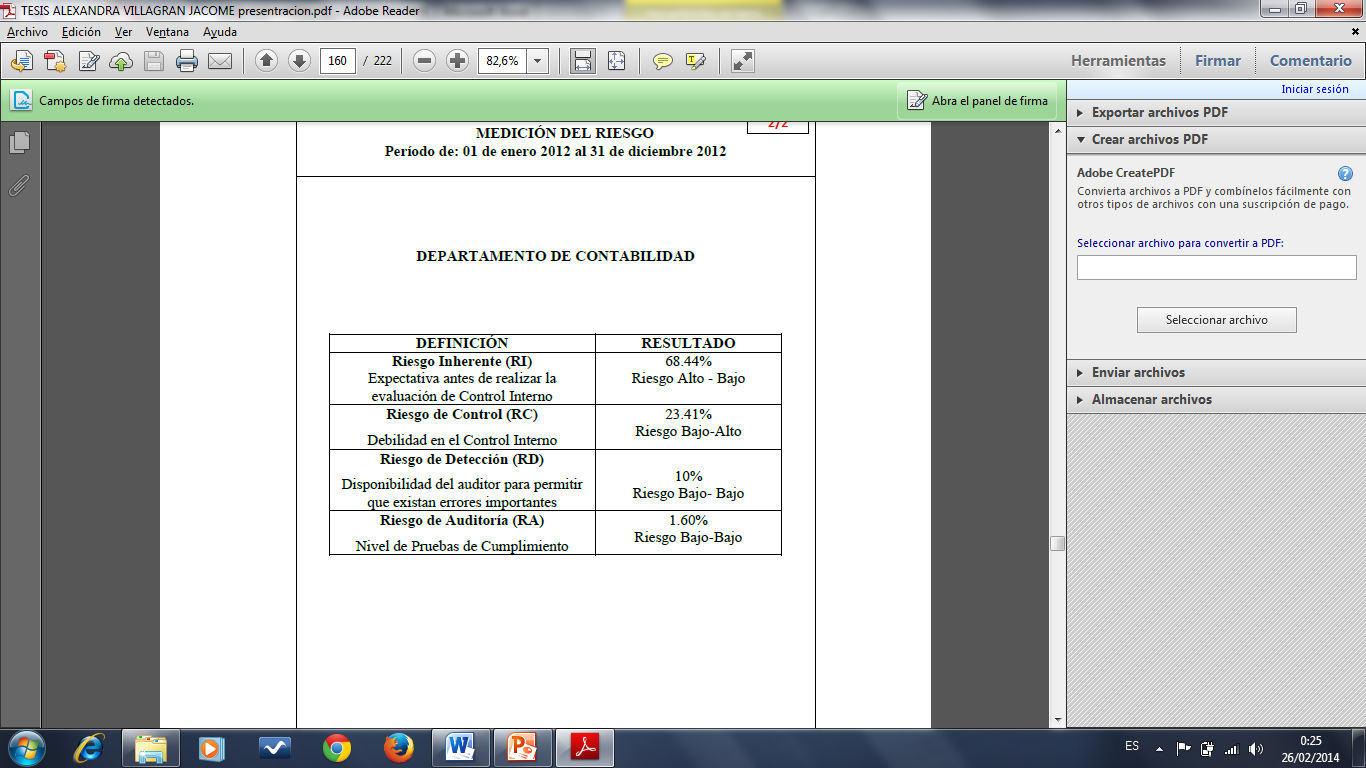 TESIS ALEXANDRA VILLAGRAN JACOME presentracion.pdf - Adobe Reader
Archivo Edición Ver Ventana Ayuda
160 / 222 82,6% Herramientas Firmar Comentario
Campos de firma detectados. Abra el panel de firma
Iniciar sesión
Exportar archivos PDF
Crear archivos PDF
Adobe CreatePDF
Convierta archivos a PDF y combínelos fácilmente con
otros tipos de archivos con una suscripción de pago.
Seleccionar archivo para convertir a PDF:
Seleccionar archivo
Enviar archivos
Almacenar archivos
2/2
MEDICIÓN DEL RIESGO
Período de: 01 de enero 2012 al 31 de diciembre 2012
DEPARTAMENTO DE CONTABILIDAD
DEFINICIÓN RESULTADO
Riesgo Inherente (RI) 68.44%
Expectativa antes de realizar la Riesgo Alto - Bajo
evaluación de Control Interno
Riesgo de Control (RC) 23.41%
Debilidad en el Control Interno Riesgo Bajo-Alto
Riesgo de Detección (RD)
10%
Disponibilidad del auditor para permitir Riesgo Bajo- Bajo
que existan errores importantes
Riesgo de Auditoría (RA) 1.60%
Nivel de Pruebas de Cumplimiento Riesgo Bajo-Bajo
ES 0:25
26/02/2014